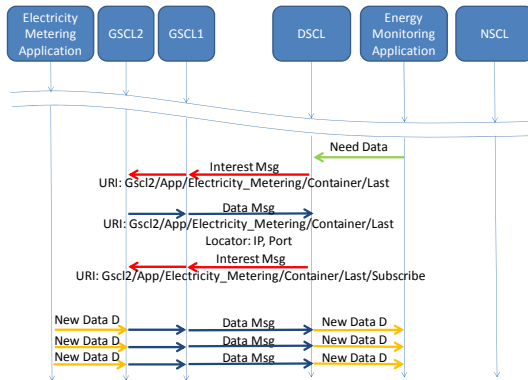 Electricity
Metering
Application
GSCL2
GSCL1
DSCL
Energy
Monitoring
Application
NSCL
Need Data
Interest Msg
URI: Gscl2/App/Electricity_Metering/Container/Last
Data Msg
URI: Gscl2/App/Electricity_Metering/Container/Last
Locator: IP, Port
Interest Msg
URI: Gscl2/App/Electricity_Metering/Container/Last/Subscribe
New Data D Data Msg New Data D
New Data D Data Msg New Data D
New Data D Data Msg New Data D